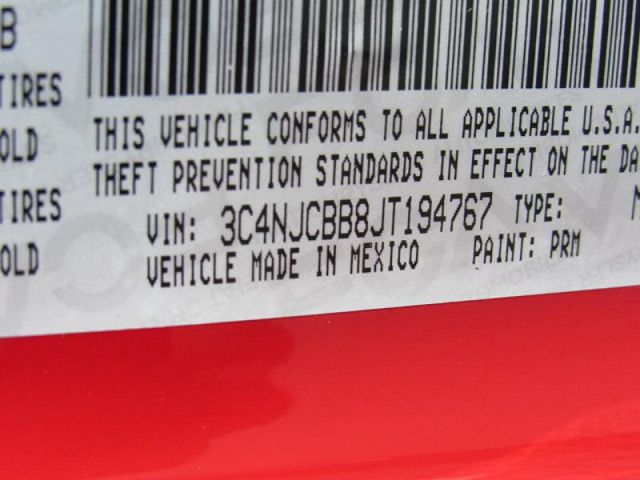 B
TIRES
OLD
THIS VEHICLE CONFORMS TO ALL APPLICABLE U.S.A.
THEFT PREVENTION STANDARDS IN EFFECT ON THE DA
TIRES
VIN: 3C4NJCBB8JT194767 TYPE: M
OLD
VEHICLE MADE IN MEXICO PAINT: PRM